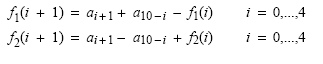 f₁(i + 1) = aᵢ₊₁ + a₁₀₋ᵢ − f₁(i) i = 0,...,4
f₂(i + 1) = aᵢ₊₁ − a₁₀₋ᵢ + f₂(i) i = 0,...,4